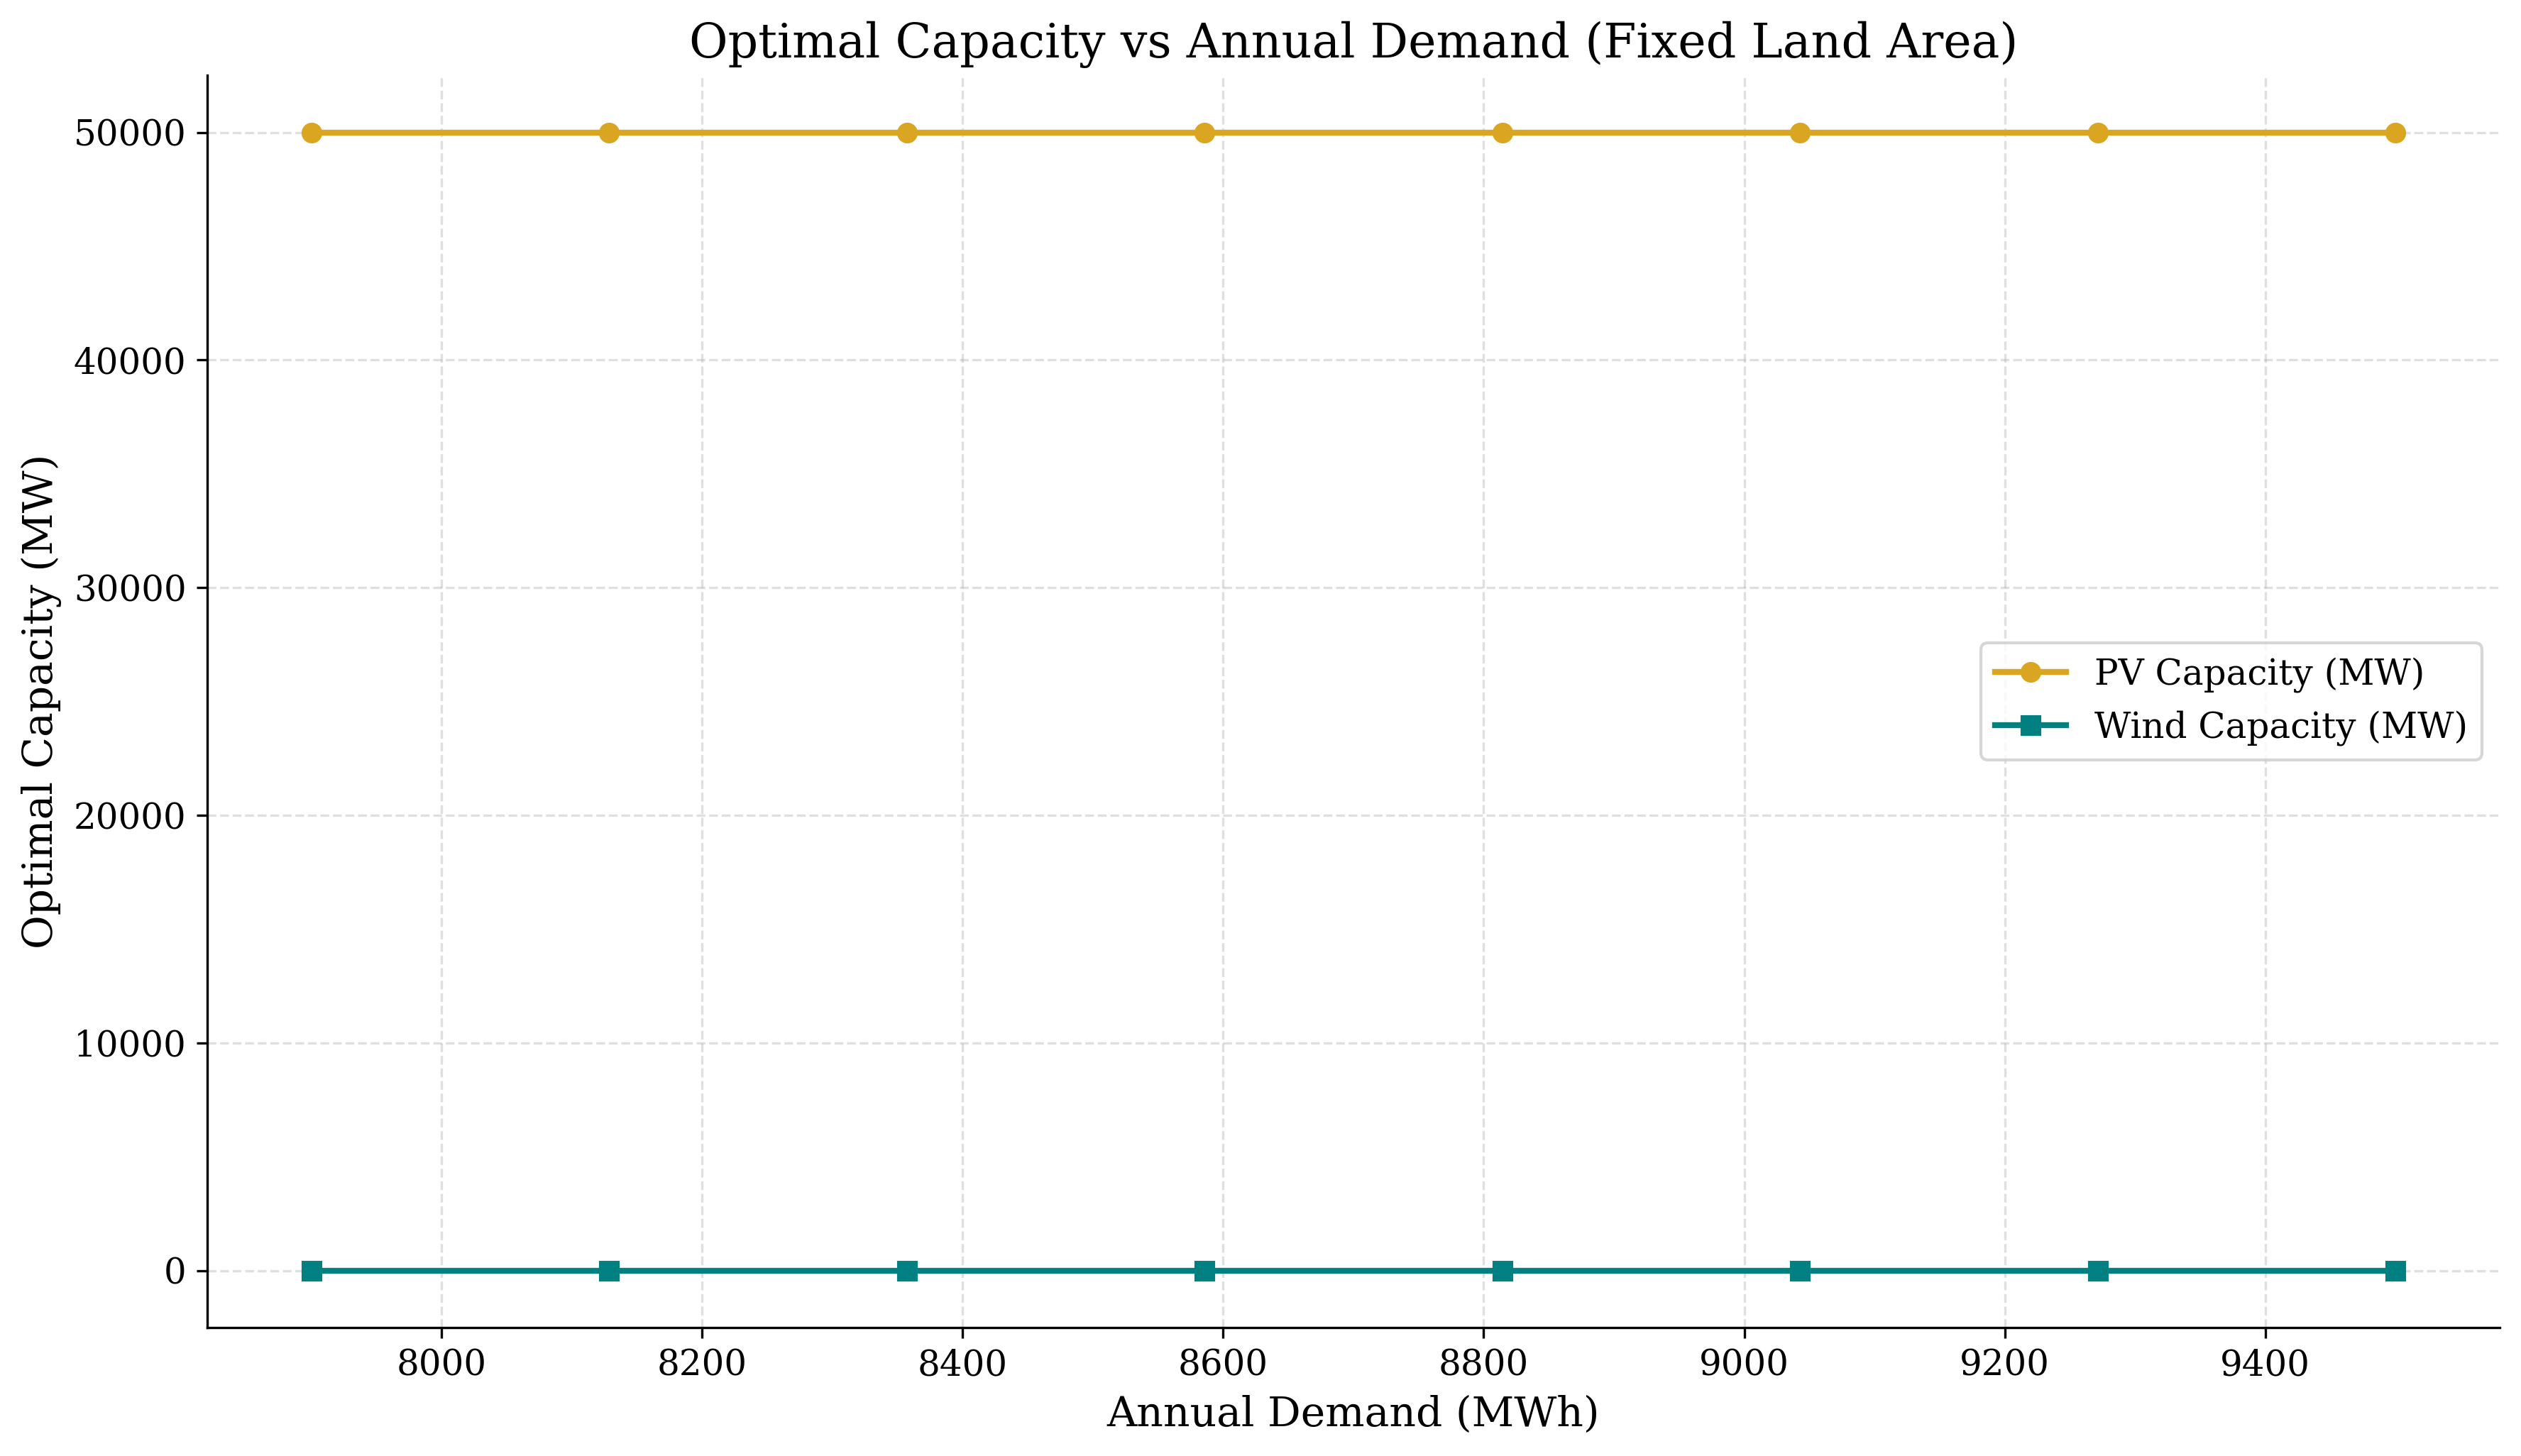 Optimal Capacity vs Annual Demand (Fixed Land Area)
Optimal Capacity (MW)
50000
40000
30000
20000
10000
0
PV Capacity (MW)
Wind Capacity (MW)
8000 8200 8400 8600 8800 9000 9200 9400
Annual Demand (MWh)